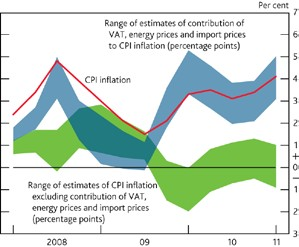 Per cent
Range of estimates of contribution of
VAT, energy prices and import prices
to CPI inflation (percentage points)
CPI inflation
Range of estimates of CPI inflation
excluding contribution of VAT,
energy prices and import prices
(percentage points)
7
6
5
4
3
2
1
+
0
–
1
2
3
2008
09
10
11